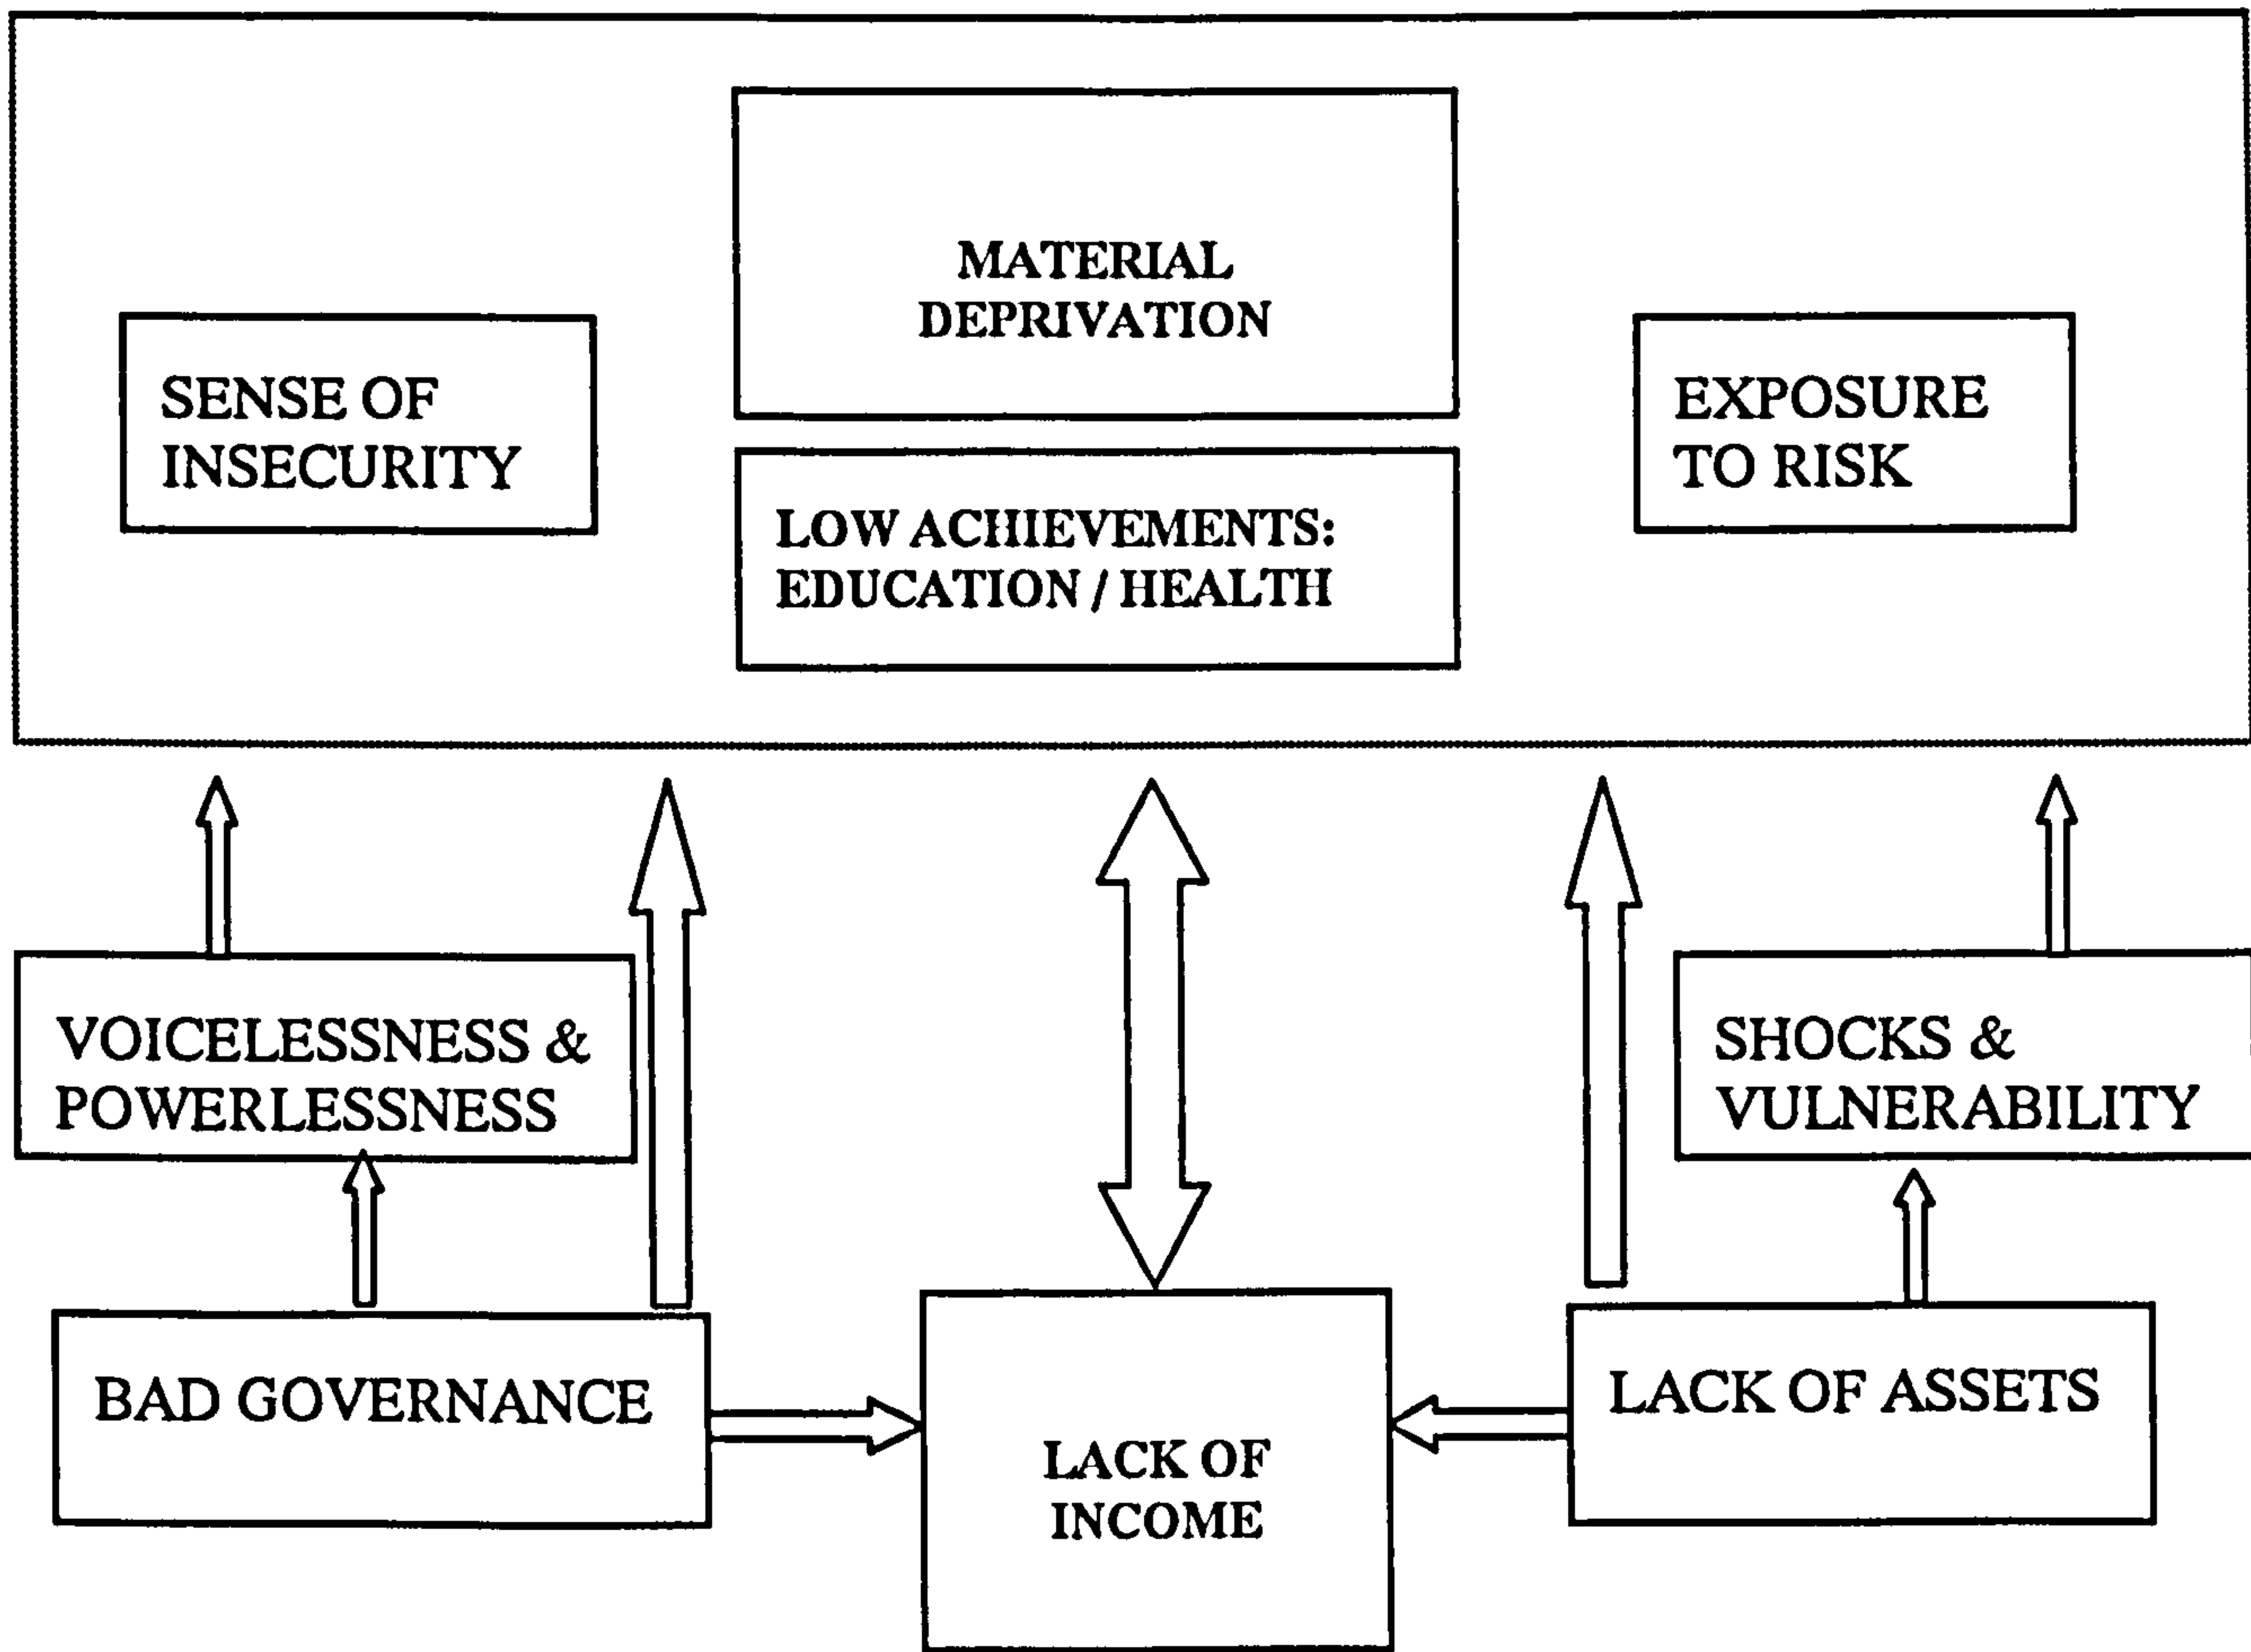 MATERIAL
DEPRIVATION
SENSE OF
INSECURITY
EXPOSURE
TO RISK
LOW ACHIEVEMENTS:
EDUCATION / HEALTH
VOICELESSNESS &
POWERLESSNESS
SHOCKS &
VULNERABILITY
BAD GOVERNANCE
LACK OF INCOME
LACK OF ASSETS